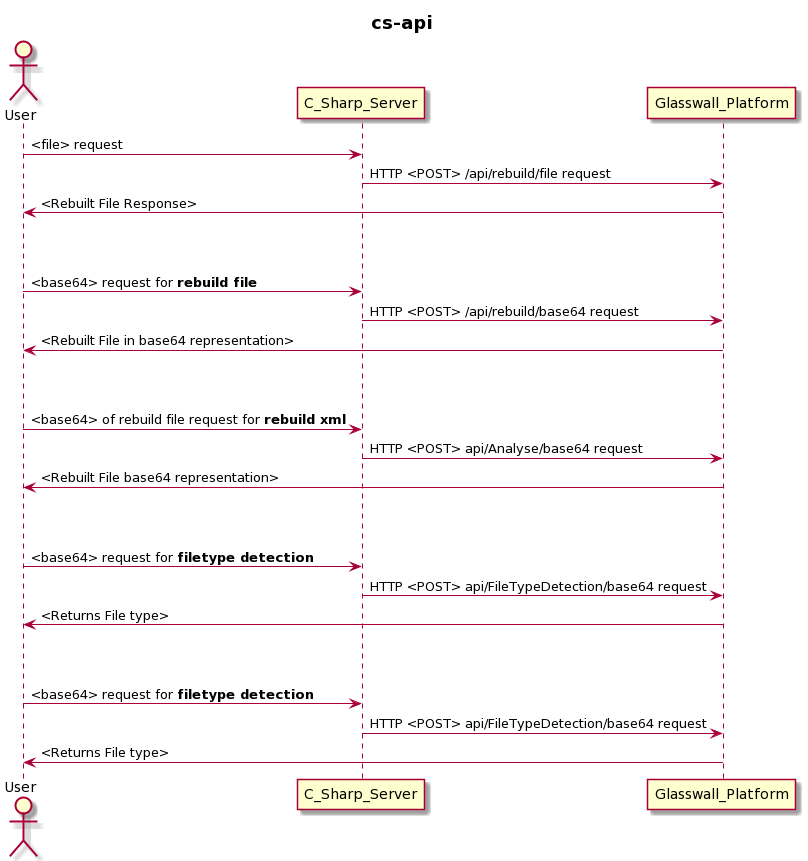 cs-api
User
C_Sharp_Server
Glasswall_Platform
<file> request
HTTP <POST> /api/rebuild/file request
<Rebuilt File Response>
<base64> request for rebuild file
HTTP <POST> /api/rebuild/base64 request
<Rebuilt File in base64 representation>
<base64> of rebuild file request for rebuild xml
HTTP <POST> api/Analyse/base64 request
<Rebuilt File base64 representation>
<base64> request for filetype detection
HTTP <POST> api/FileTypeDetection/base64 request
<Returns File type>
<base64> request for filetype detection
HTTP <POST> api/FileTypeDetection/base64 request
<Returns File type>
User
C_Sharp_Server
Glasswall_Platform